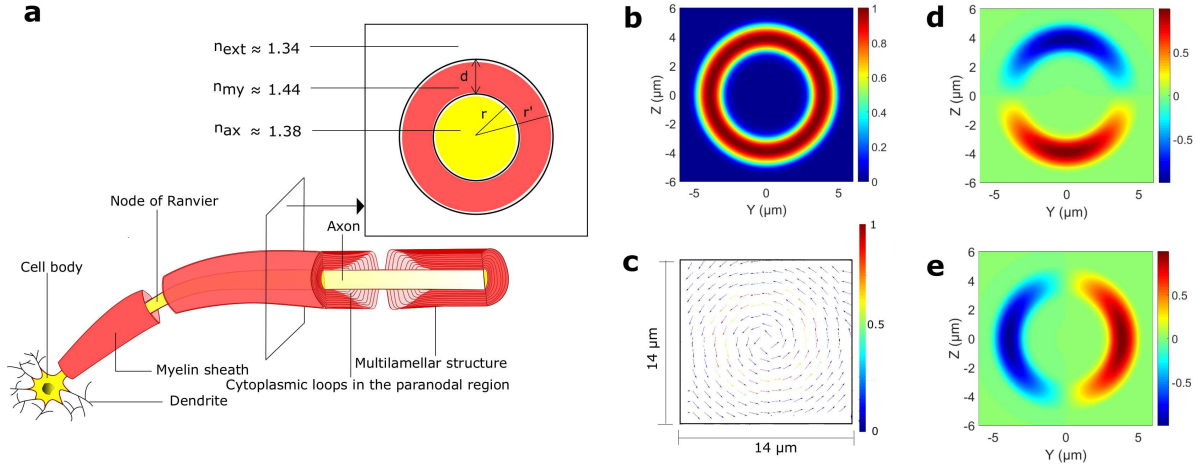 a
n_ext ≈ 1.34
n_my ≈ 1.44
n_ax ≈ 1.38
d
r
r'
Node of Ranvier
Axon
Cell body
Myelin sheath
Multilamellar structure
Cytoplasmic loops in the paranodal region
Dendrite
b
6
4
2
0
-2
-4
-6
Z (µm)
-5 0 5
Y (µm)
1
0.8
0.6
0.4
0.2
0
c
14 µm
14 µm
1
0.5
0
d
6
4
2
0
-2
-4
-6
Z (µm)
-5 0 5
Y (µm)
0.5
0
-0.5
e
6
4
2
0
-2
-4
-6
Z (µm)
-5 0 5
Y (µm)
0.5
0
-0.5